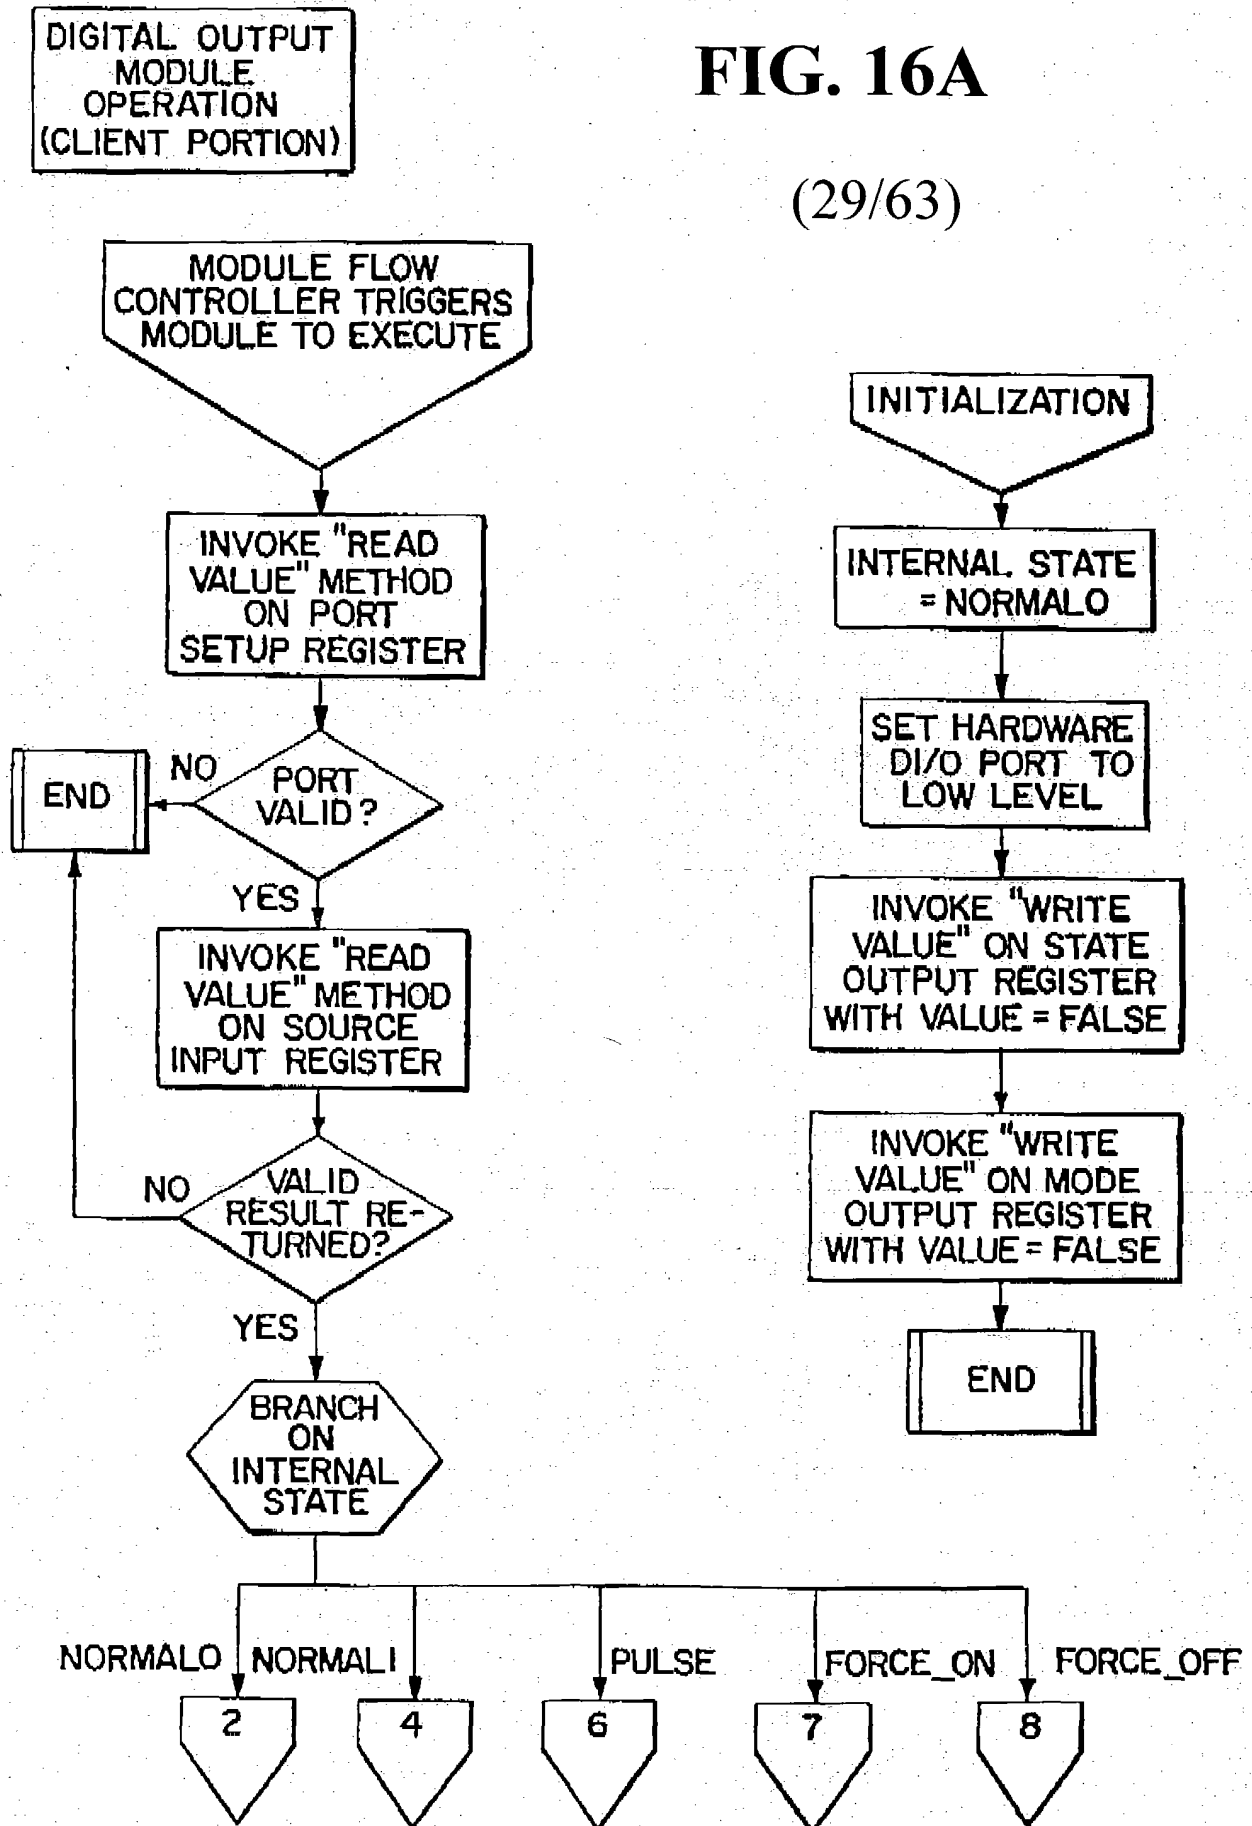 DIGITAL OUTPUT
MODULE
OPERATION
(CLIENT PORTION)
FIG. 16A
(29/63)
MODULE FLOW
CONTROLLER TRIGGERS
MODULE TO EXECUTE
INVOKE "READ
VALUE" METHOD
ON PORT
SETUP REGISTER
PORT
VALID?
NO
END
YES
INVOKE "READ
VALUE" METHOD
ON SOURCE
INPUT REGISTER
VALID
RESULT RE-
TURNED?
NO
YES
BRANCH
ON
INTERNAL
STATE
NORMALO
NORMALI
PULSE
FORCE_ON
FORCE_OFF
2
4
6
7
8
INITIALIZATION
INTERNAL STATE
= NORMALO
SET HARDWARE
DI/O PORT TO
LOW LEVEL
INVOKE "WRITE
VALUE" ON STATE
OUTPUT REGISTER
WITH VALUE = FALSE
INVOKE "WRITE
VALUE" ON MODE
OUTPUT REGISTER
WITH VALUE = FALSE
END